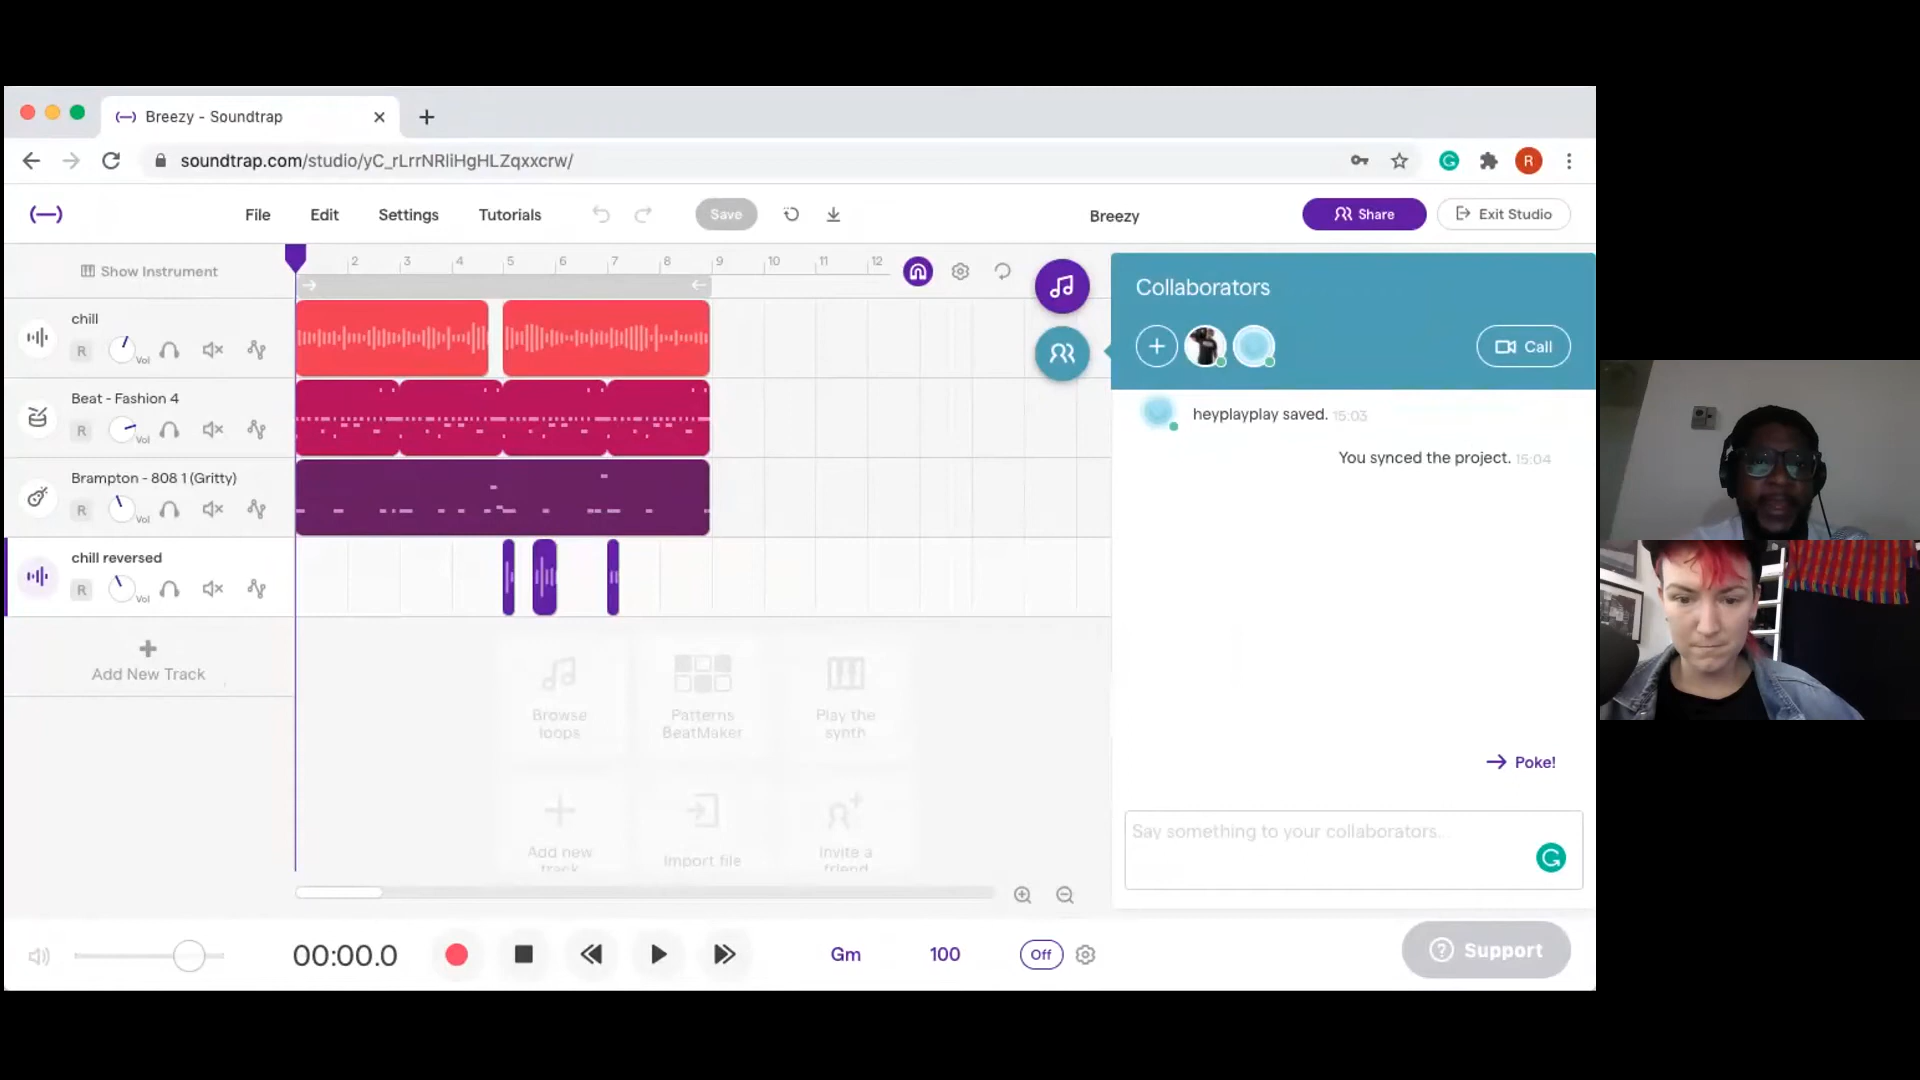 Breezy - Soundtrap
soundtrap.com/studio/yC_rLrrNRliHgHLZqxxcrw/
R
File Edit Settings Tutorials Save Breezy Share Exit Studio
Show Instrument
2 3 4 5 6 7 8 9 10 11 12
Collaborators
Call
chill
R Vol
Beat - Fashion 4
R Vol
Brampton - 808 1 (Gritty)
R Vol
chill reversed
R Vol
Add New Track
heyplayplay saved. 15:03
You synced the project. 15:04
Browse
loops
Patterns
BeatMaker
Play the
synth
Add new
track
Import file
Invite a
friend
Poke!
Say something to your collaborators...
00:00.0
Gm
100
Off
Support